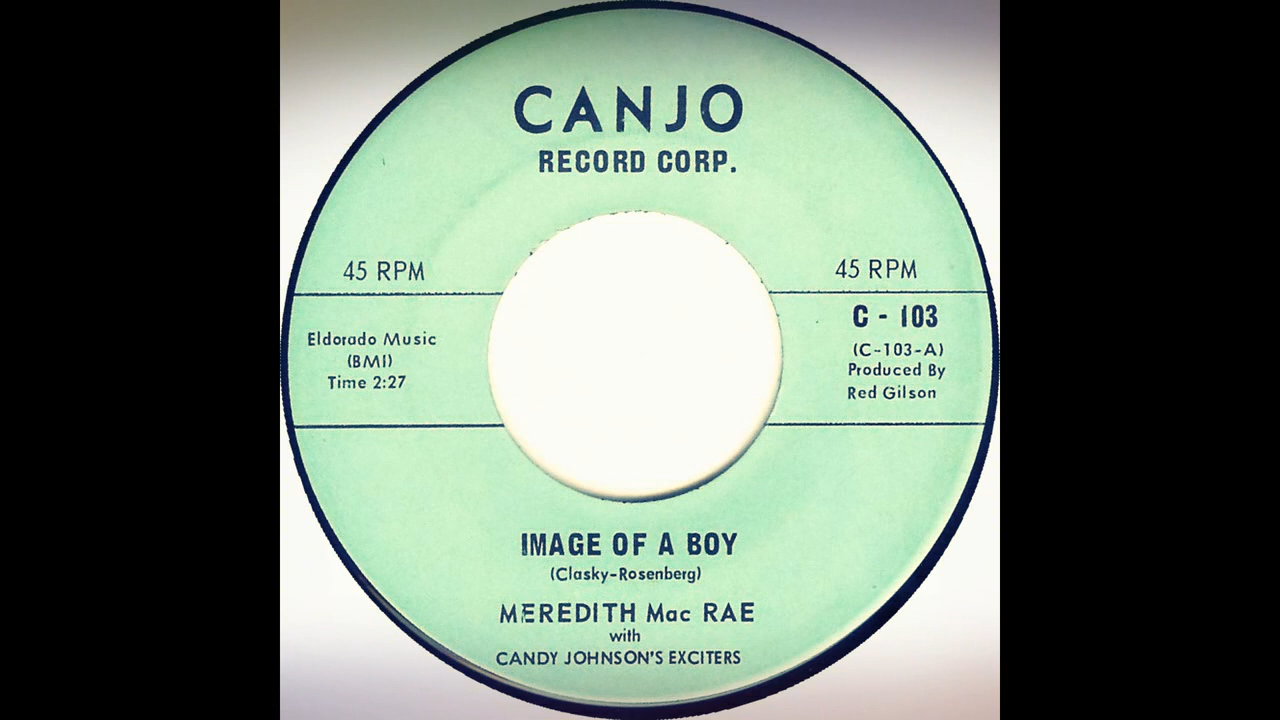 CANJO
RECORD CORP.
45 RPM
45 RPM
Eldorado Music
(BMI)
Time 2:27
C - 103
(C-103-A)
Produced By
Red Gilson
IMAGE OF A BOY
(Clasky-Rosenberg)
MEREDITH Mac RAE
with
CANDY JOHNSON'S EXCITERS